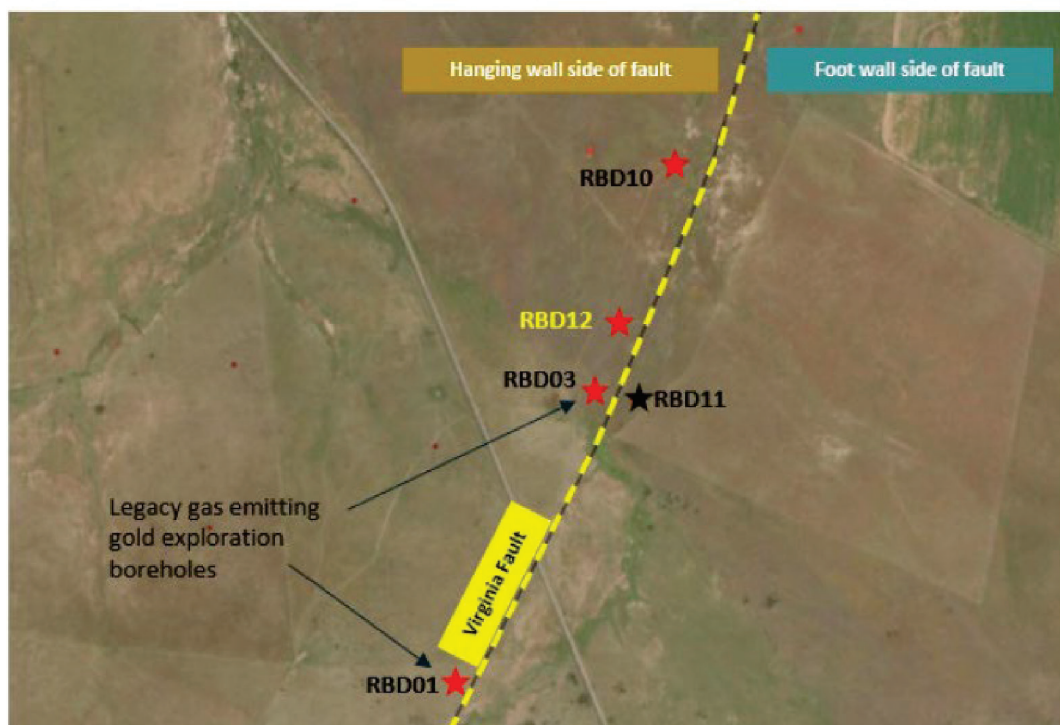 Hanging wall side of fault
Foot wall side of fault
RBD10
RBD12
RBD03
RBD11
Legacy gas emitting
gold exploration
boreholes
Virginia Fault
RBD01